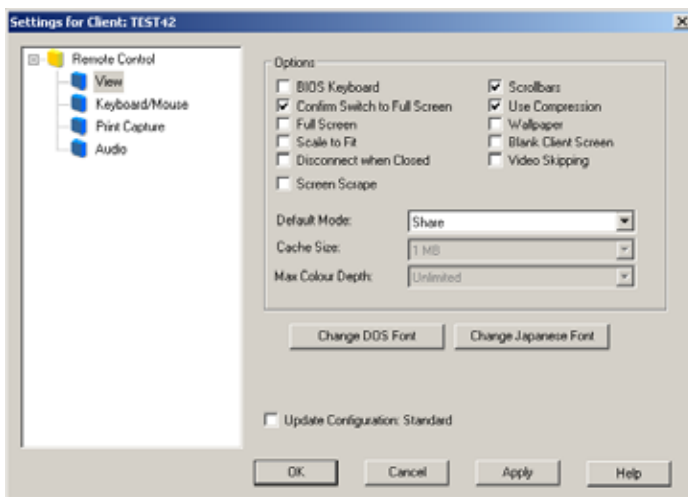 Settings for Client: TEST42
Remote Control
View
Keyboard/Mouse
Print Capture
Audio
Options
BIOS Keyboard
Confirm Switch to Full Screen
Full Screen
Scale to Fit
Disconnect when Closed
Screen Scrape
Scrollbars
Use Compression
Wallpaper
Blank Client Screen
Video Skipping
Default Mode: Share
Cache Size: 1 MB
Max Colour Depth: Unlimited
Change DOS Font Change Japanese Font
Update Configuration: Standard
OK Cancel Apply Help